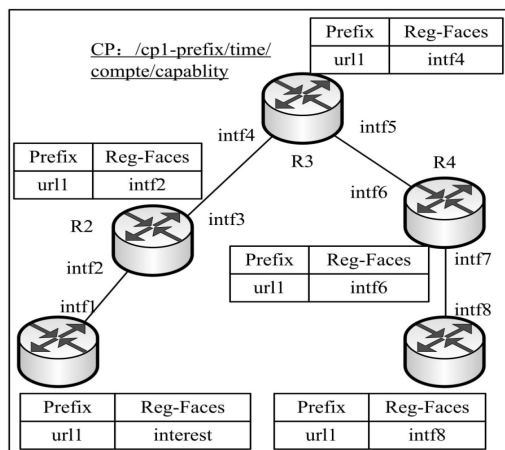 CP: /cp1-prefix/time/
compte/capablity
Prefix Reg-Faces
url1 intf4
intf4
intf5
R3
R4
Prefix Reg-Faces
url1 intf2
R2
intf3
intf6
intf2
Prefix Reg-Faces
url1 intf6
intf7
intf1
intf8
Prefix Reg-Faces
url1 interest
Prefix Reg-Faces
url1 intf8